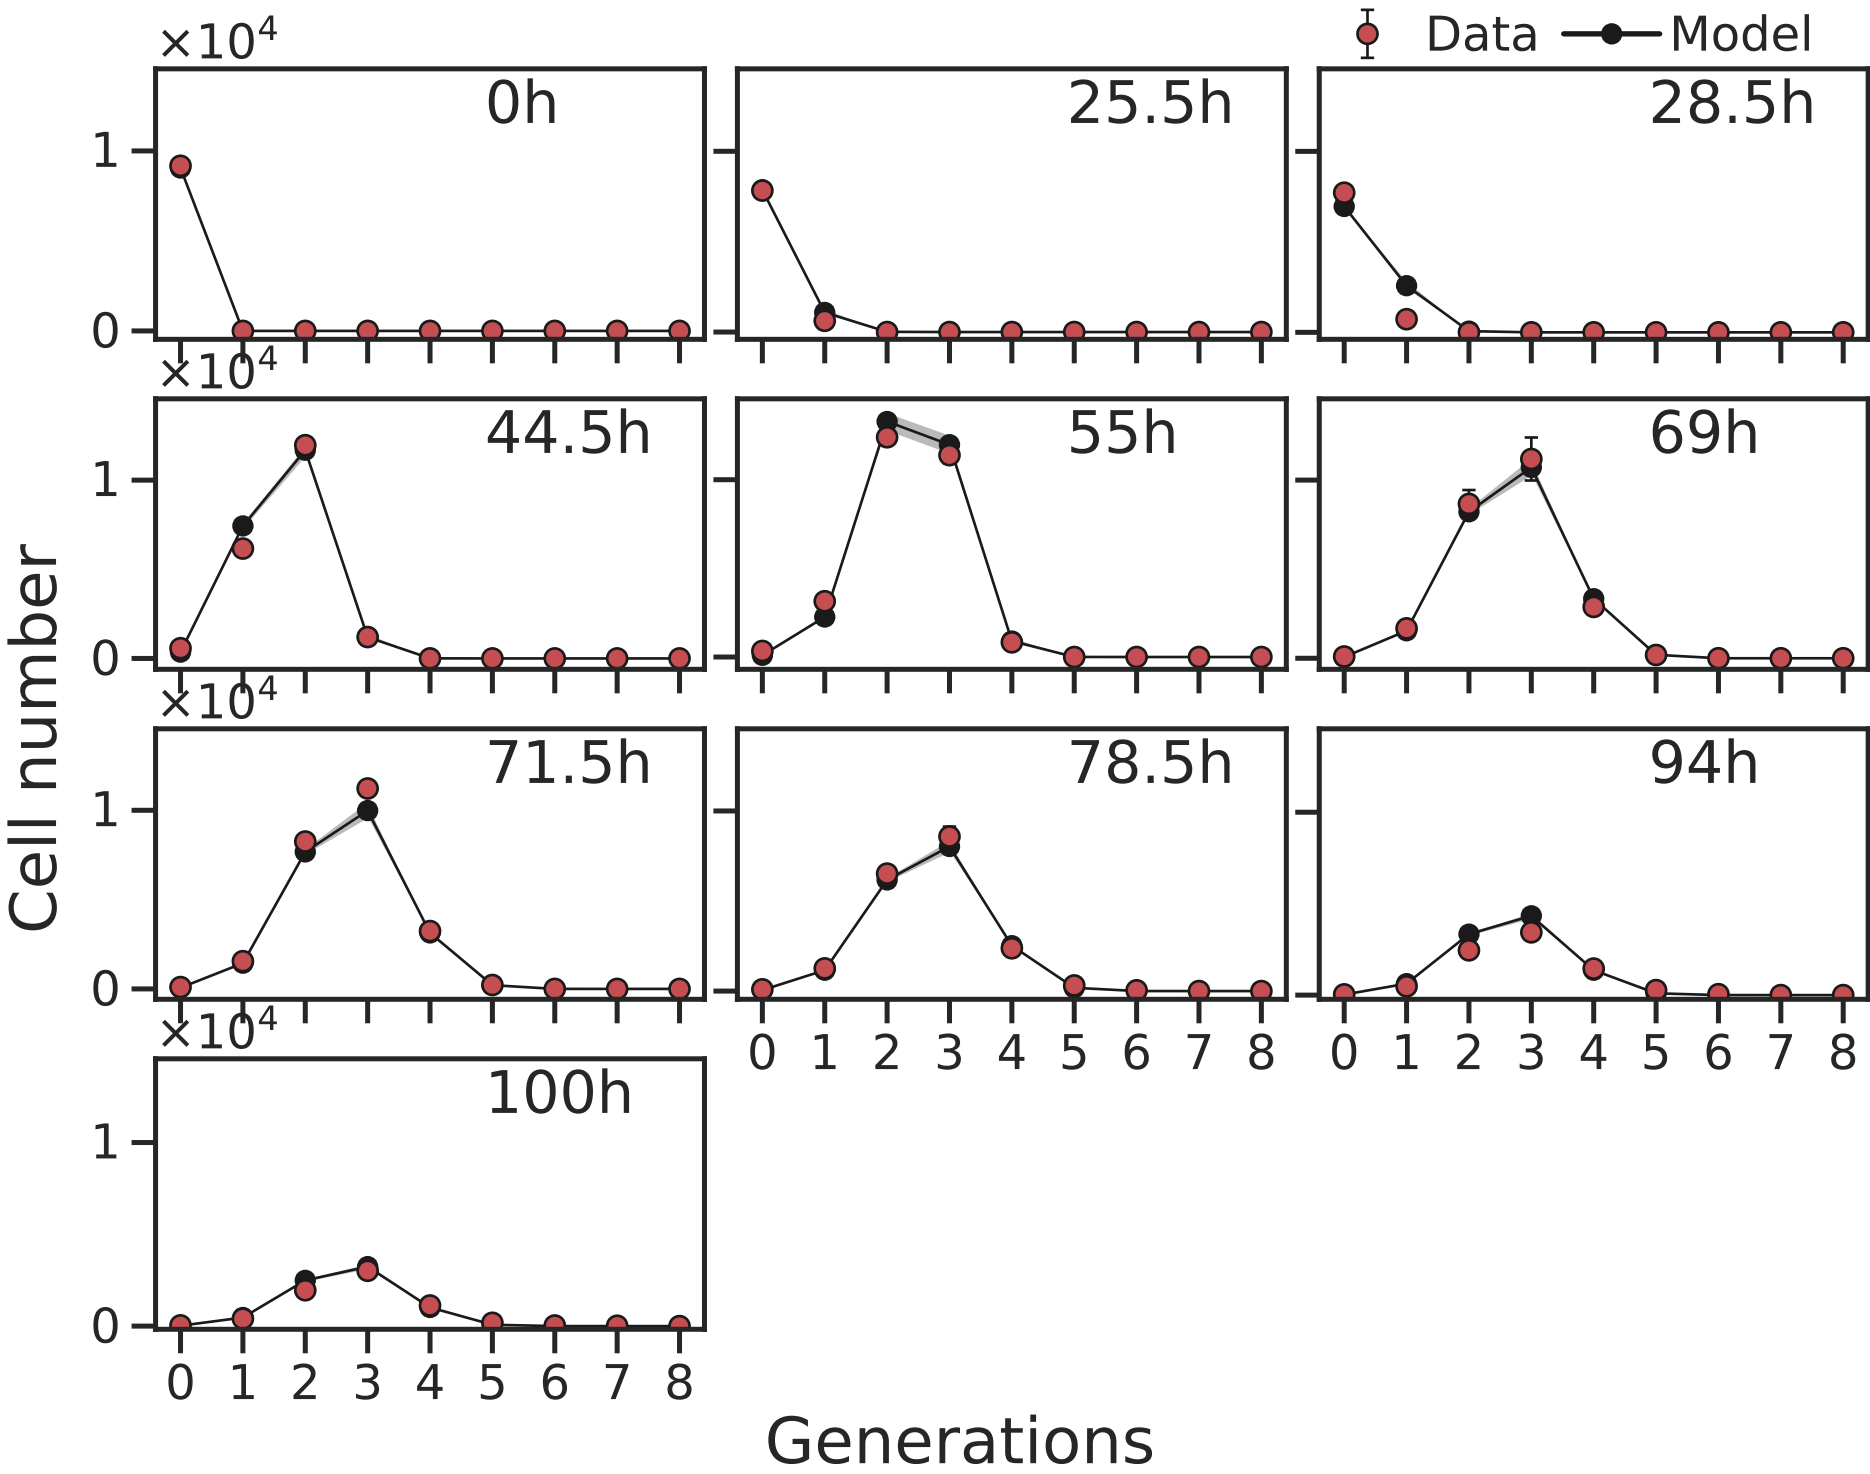 ×10⁴
Data Model
0h
25.5h
28.5h
1
0
×10⁴
44.5h
55h
69h
1
0
×10⁴
71.5h
78.5h
94h
1
0
0 1 2 3 4 5 6 7 8
0 1 2 3 4 5 6 7 8
×10⁴
100h
1
0
0 1 2 3 4 5 6 7 8
Cell number
Generations